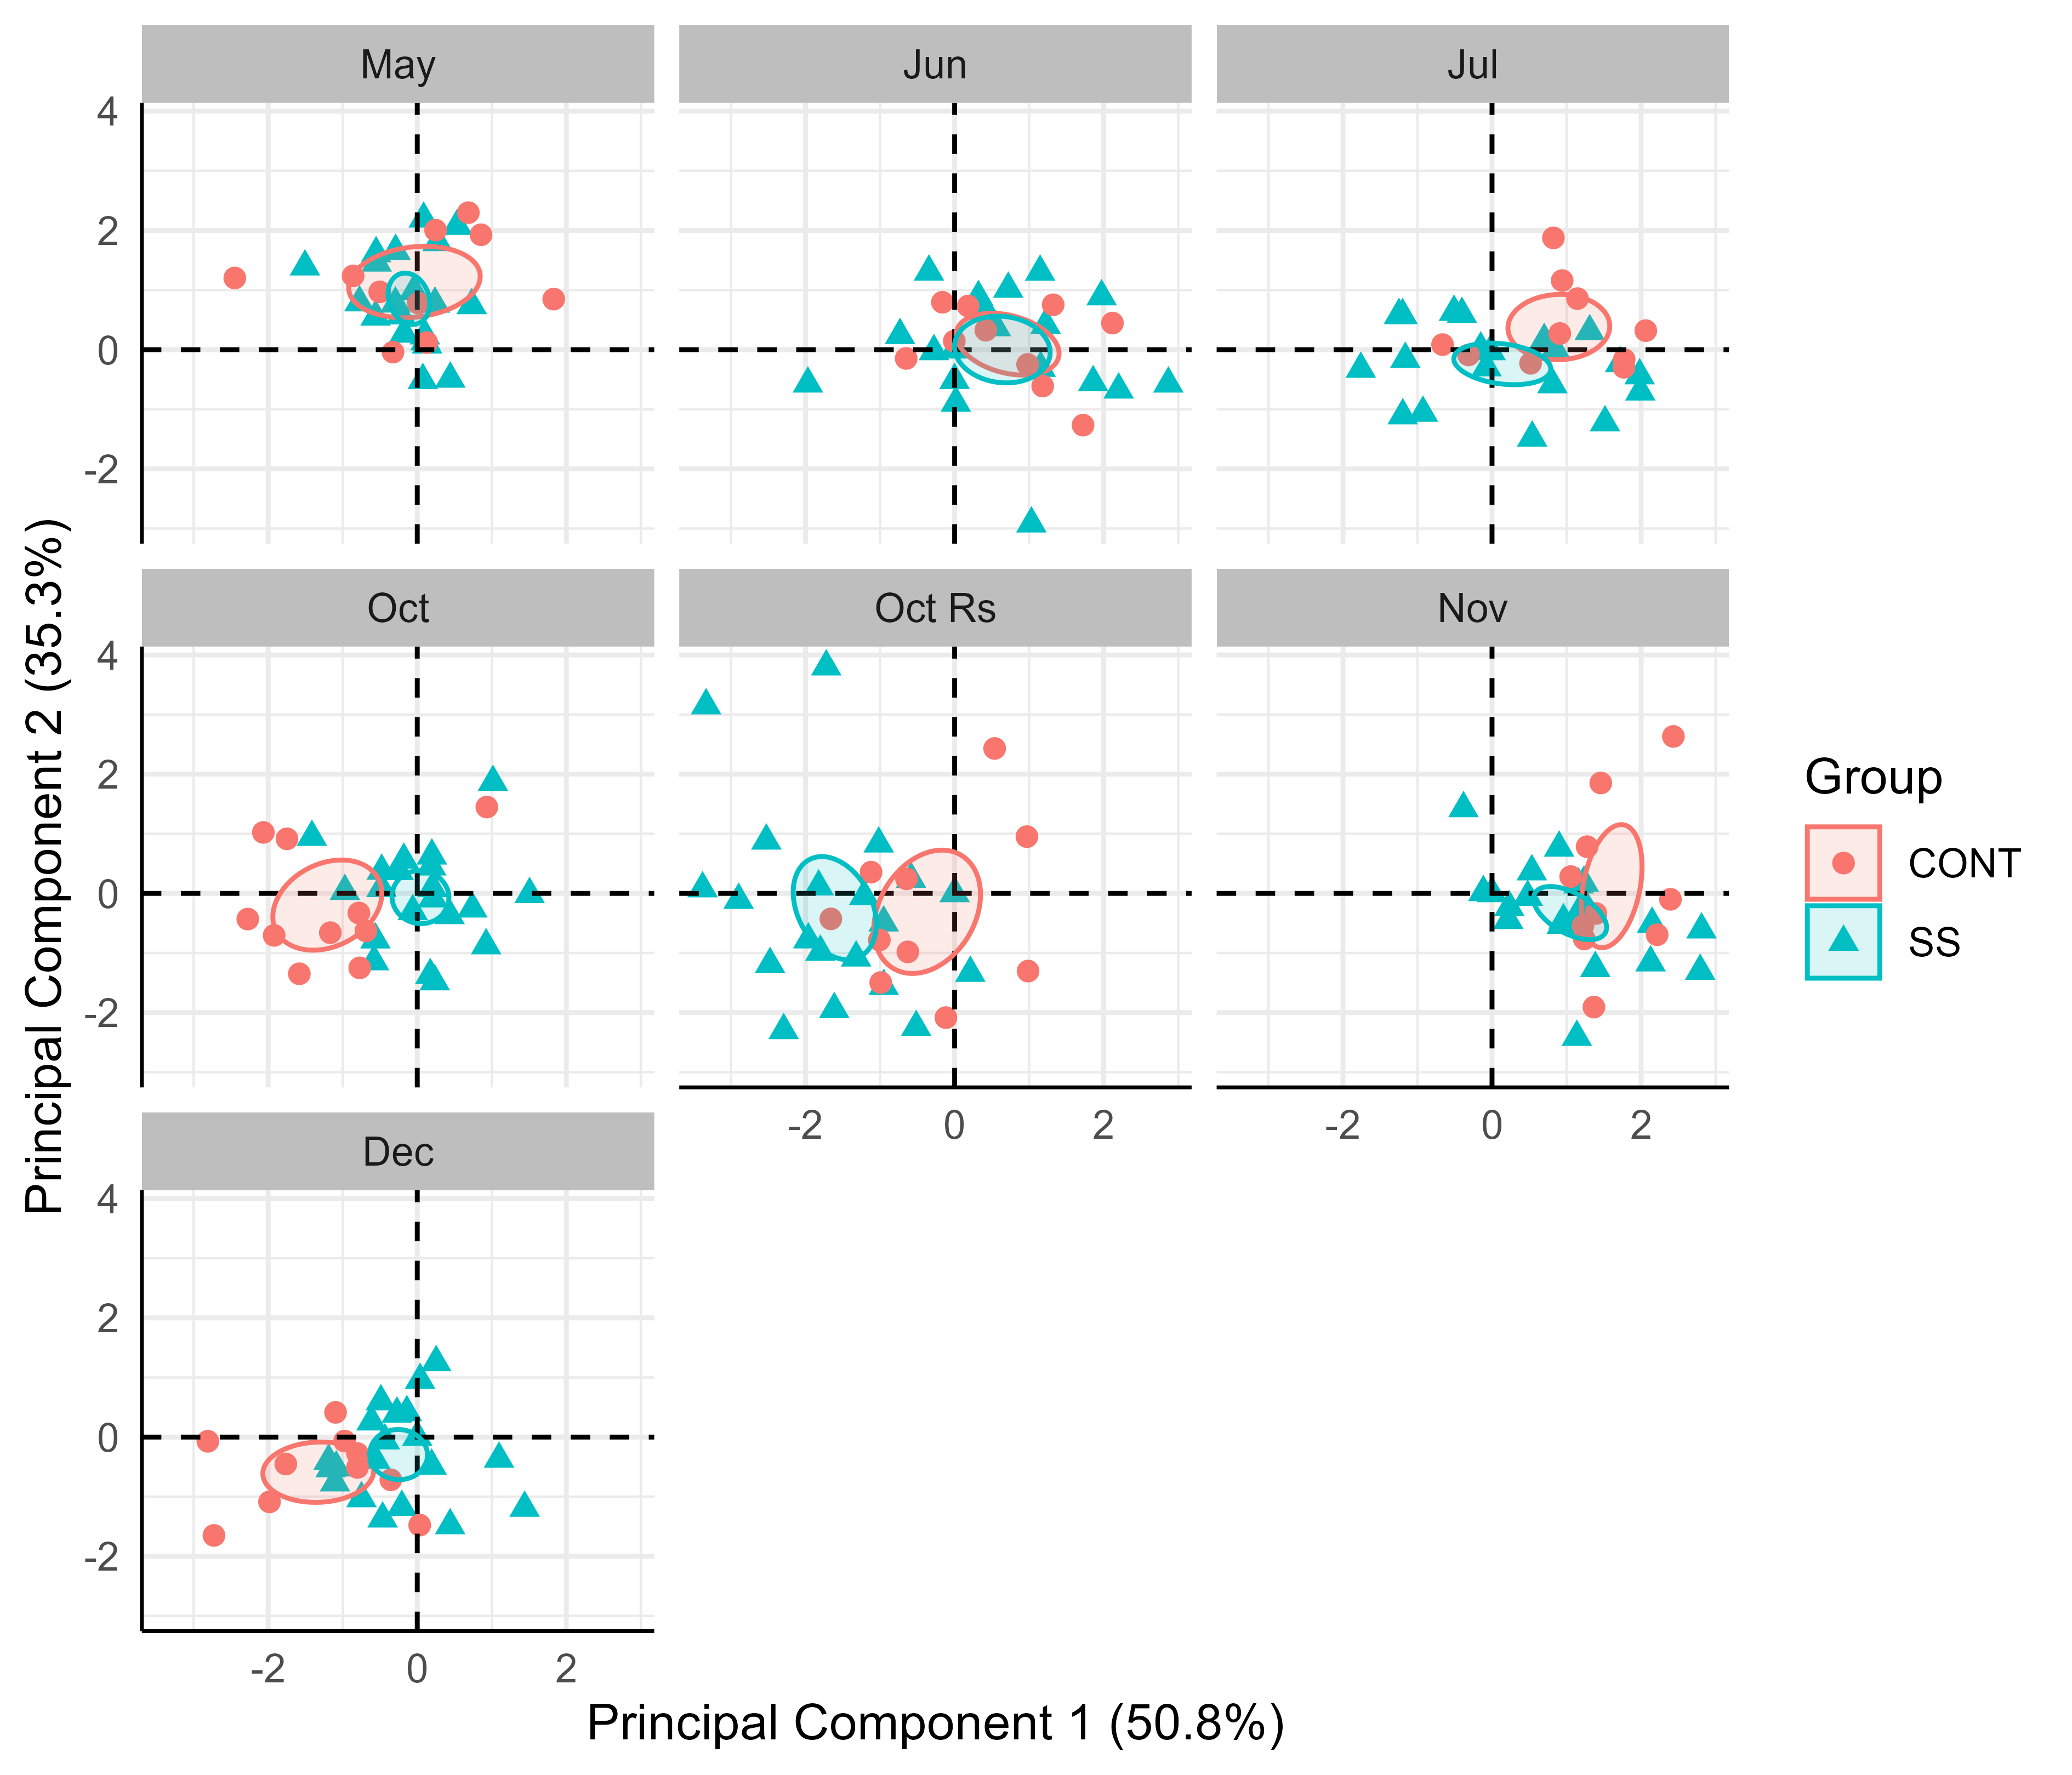 May
Jun
Jul
4
2
0
-2
Oct
Oct Rs
Nov
4
2
0
-2
-2
0
2
-2
0
2
Dec
4
2
0
-2
-2
0
2
Principal Component 1 (50.8%)
Principal Component 2 (35.3%)
Group
CONT
SS